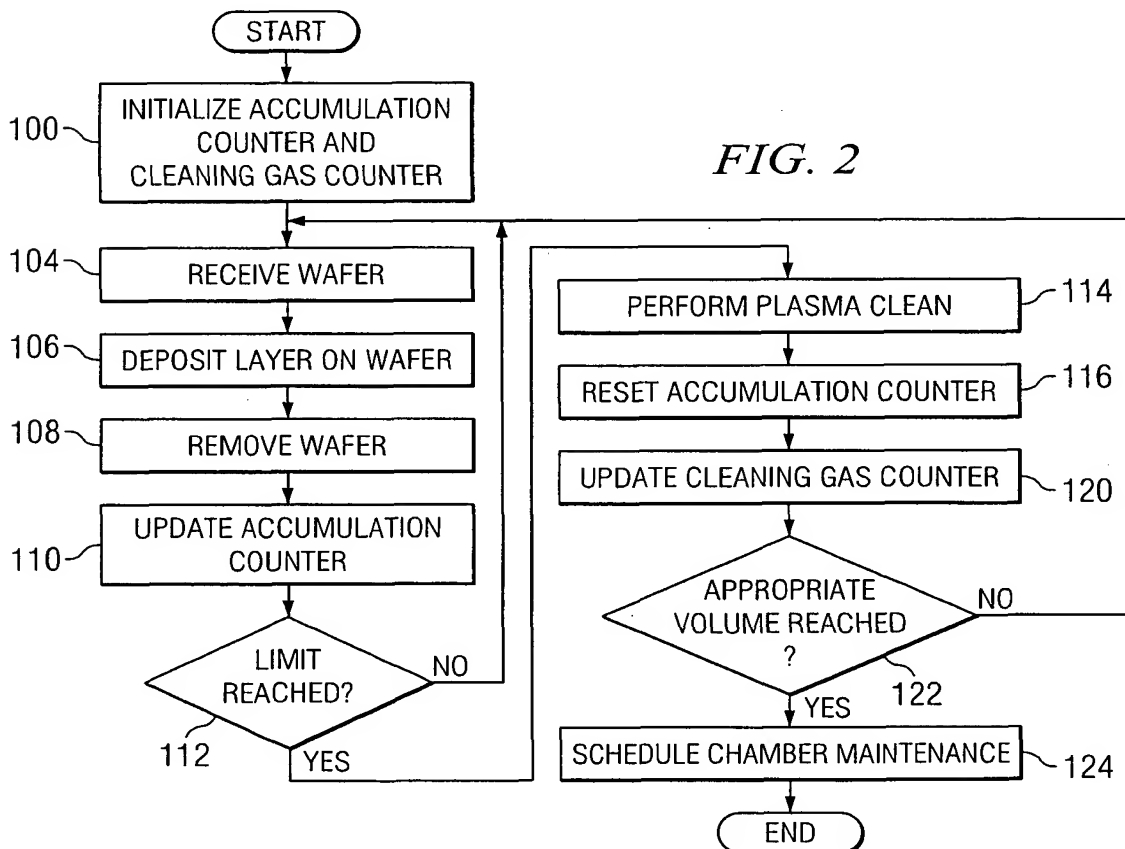 START
100
INITIALIZE ACCUMULATION
COUNTER AND
CLEANING GAS COUNTER
FIG. 2
104
RECEIVE WAFER
106
DEPOSIT LAYER ON WAFER
108
REMOVE WAFER
110
UPDATE ACCUMULATION
COUNTER
LIMIT
REACHED?
NO
112
YES
PERFORM PLASMA CLEAN
114
RESET ACCUMULATION COUNTER
116
UPDATE CLEANING GAS COUNTER
120
APPROPRIATE
VOLUME REACHED
?
NO
122
YES
SCHEDULE CHAMBER MAINTENANCE
124
END